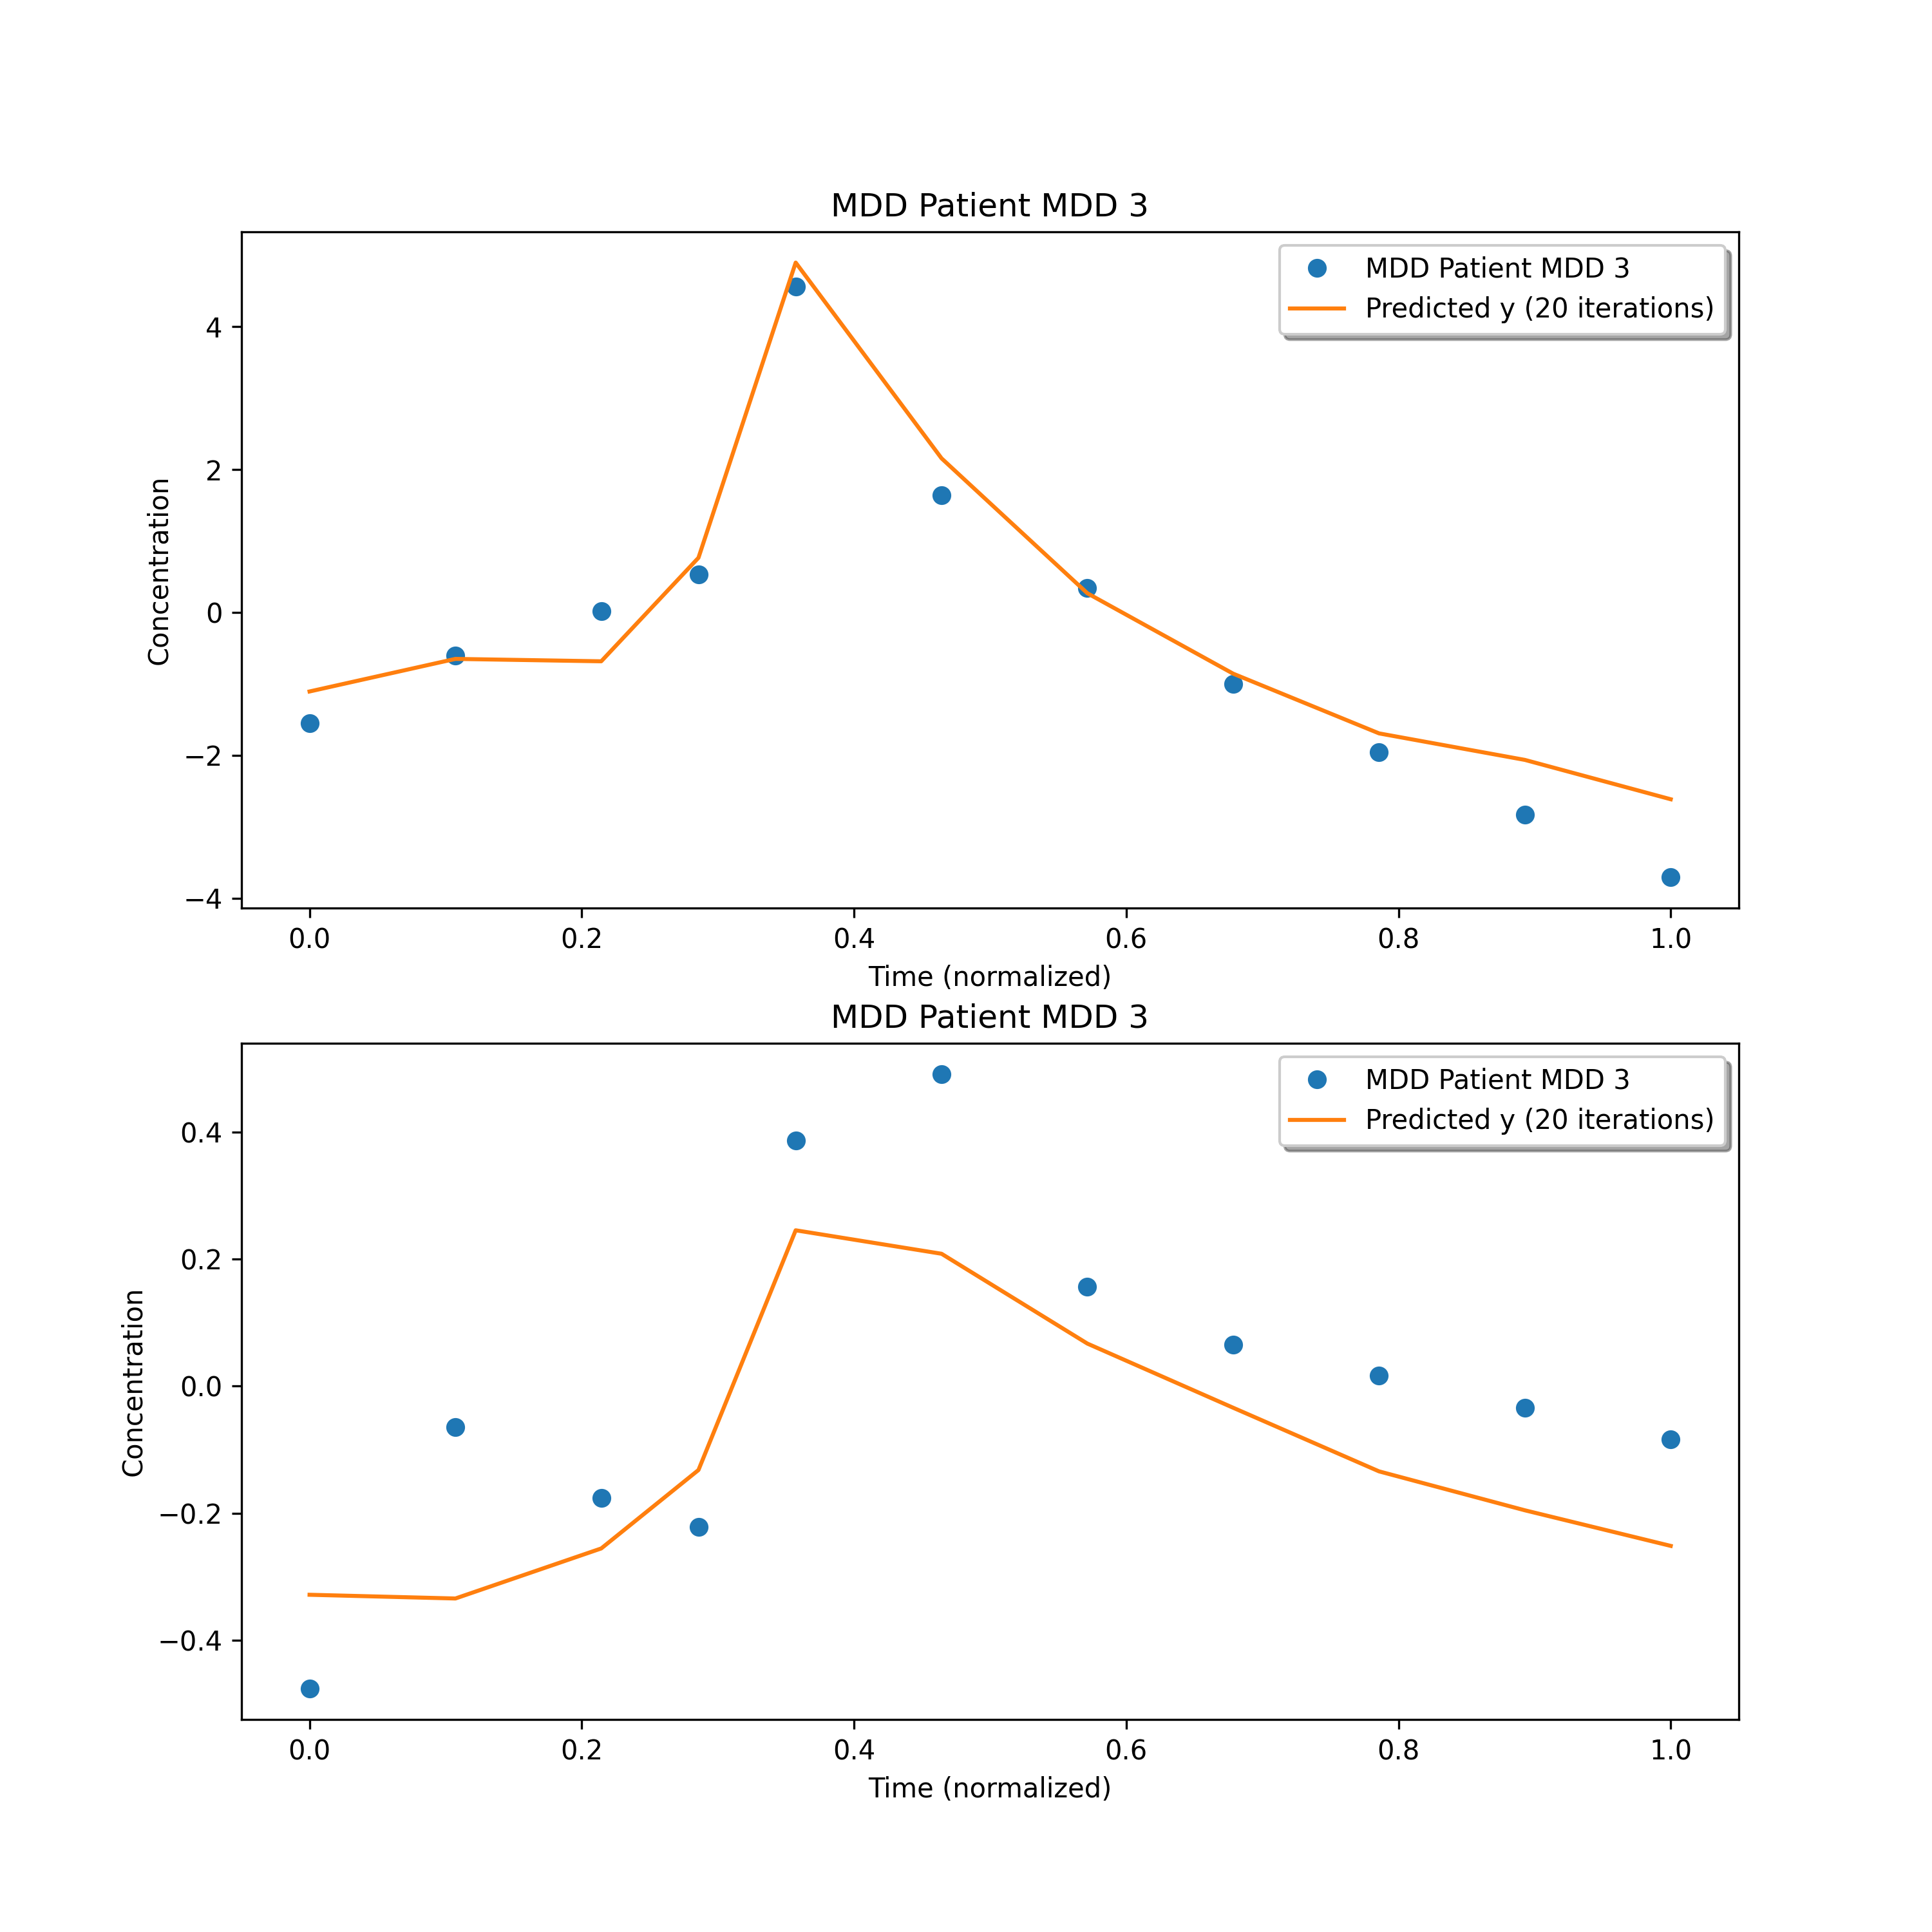 MDD Patient MDD 3
MDD Patient MDD 3
Predicted y (20 iterations)
Concentration
4
2
0
−2
−4
0.0 0.2 0.4 0.6 0.8 1.0
Time (normalized)
MDD Patient MDD 3
MDD Patient MDD 3
Predicted y (20 iterations)
Concentration
0.4
0.2
0.0
−0.2
−0.4
0.0 0.2 0.4 0.6 0.8 1.0
Time (normalized)